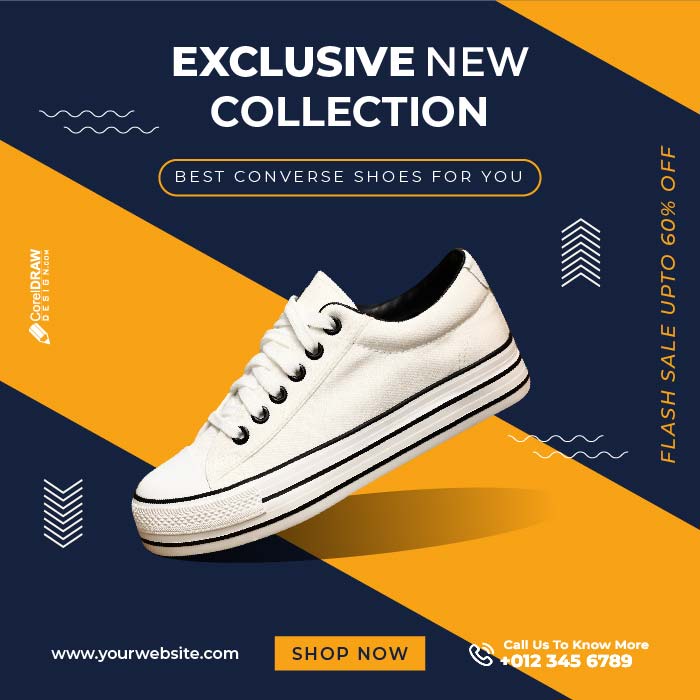 EXCLUSIVE NEW
COLLECTION
BEST CONVERSE SHOES FOR YOU
FLASH SALE UPTO 60% OFF
CorelDRAW
DESIGN.COM
www.yourwebsite.com
SHOP NOW
Call Us To Know More
+012 345 6789